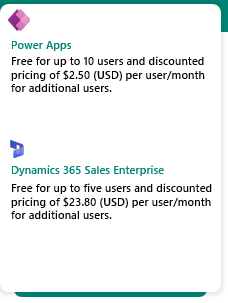 Power Apps
Free for up to 10 users and discounted
pricing of $2.50 (USD) per user/month
for additional users.
Dynamics 365 Sales Enterprise
Free for up to five users and discounted
pricing of $23.80 (USD) per user/month
for additional users.